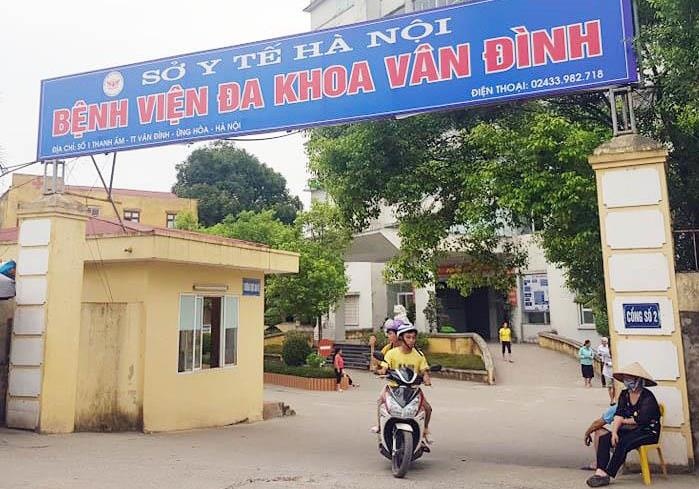 SỞ Y TẾ HÀ NỘI
BỆNH VIỆN ĐA KHOA VÂN ĐÌNH
ĐỊA CHỈ: SỐ 1 THANH ẤM - TT VÂN ĐÌNH - ỨNG HÒA - HÀ NỘI
ĐIỆN THOẠI: 02433.982.718
CỔNG SỐ 2